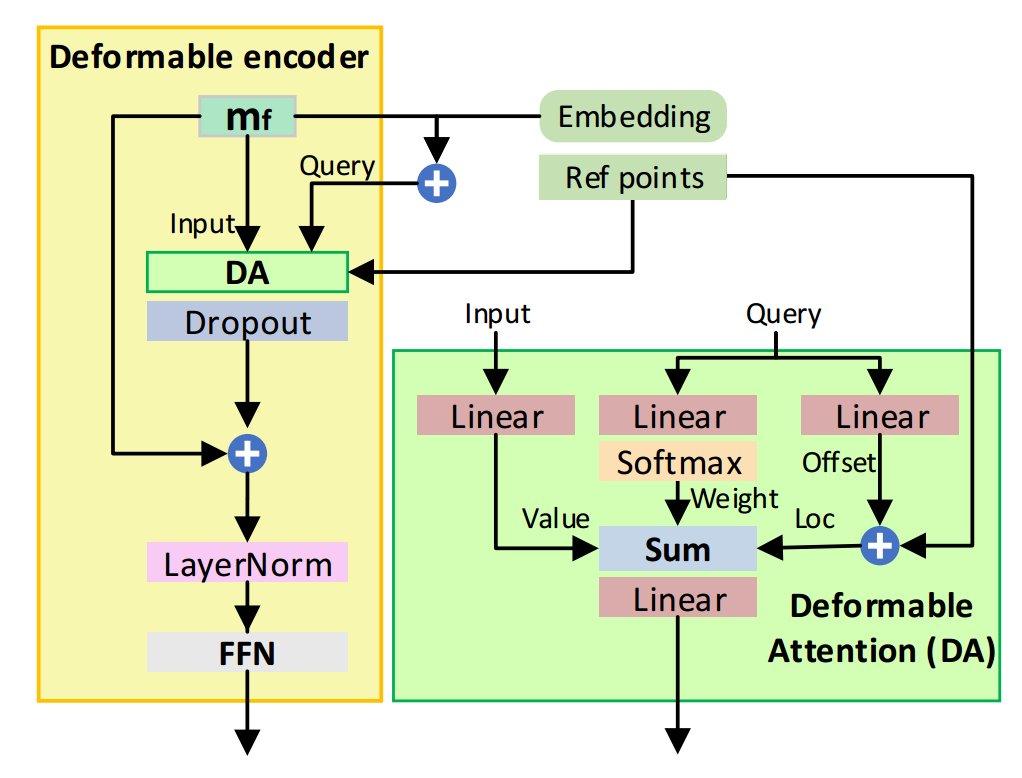 Deformable encoder
mf
Embedding
Query
Ref points
Input
DA
Dropout
Input
Query
Linear
Linear
Linear
Softmax
Offset
Weight
Value
Loc
Sum
LayerNorm
Linear
Deformable
Attention (DA)
FFN